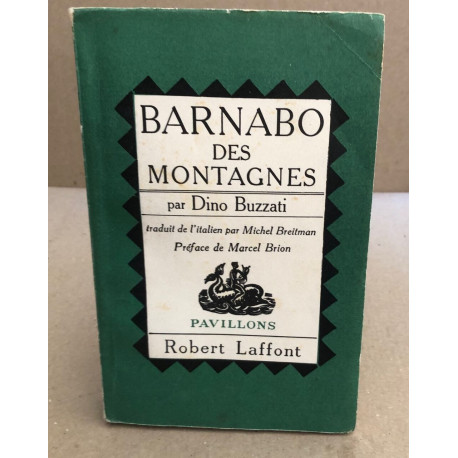 BARNABO
DES
MONTAGNES
par Dino Buzzati
traduit de l'italien par Michel Breitman
Préface de Marcel Brion
PAVILLONS
Robert Laffont